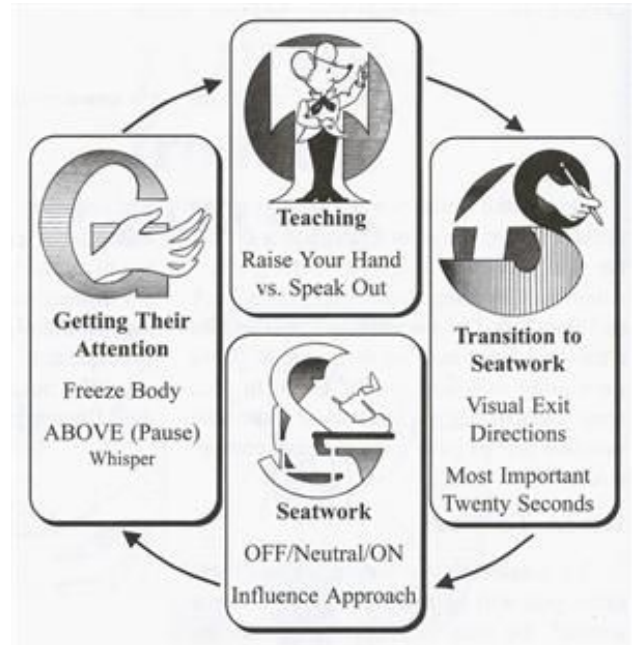 Getting Their
Attention
Freeze Body
ABOVE (Pause)
Whisper
Teaching
Raise Your Hand
vs. Speak Out
Transition to
Seatwork
Visual Exit
Directions
Most Important
Twenty Seconds
Seatwork
OFF/Neutral/ON
Influence Approach